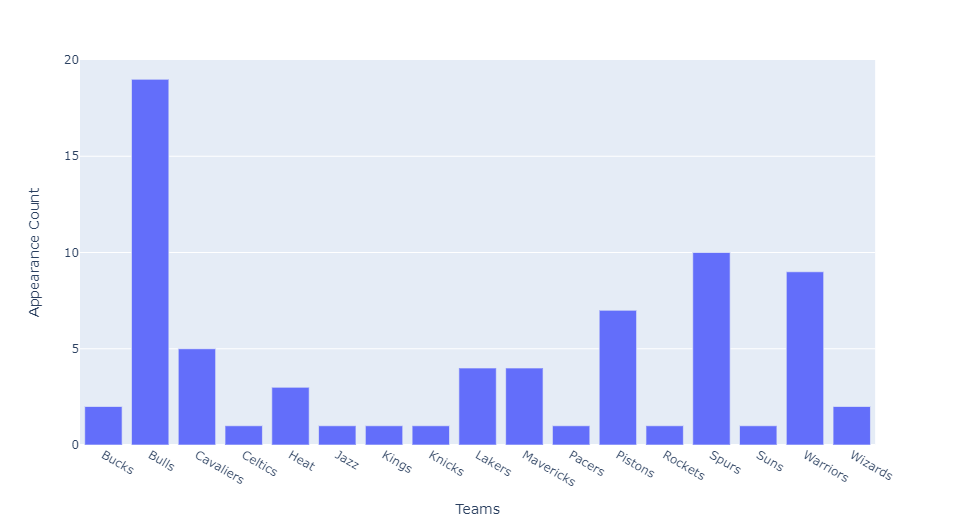 20
15
10
5
0
Appearance Count
Bucks
Bulls
Cavaliers
Celtics
Heat
Jazz
Kings
Knicks
Lakers
Mavericks
Pacers
Pistons
Rockets
Spurs
Suns
Warriors
Wizards
Teams